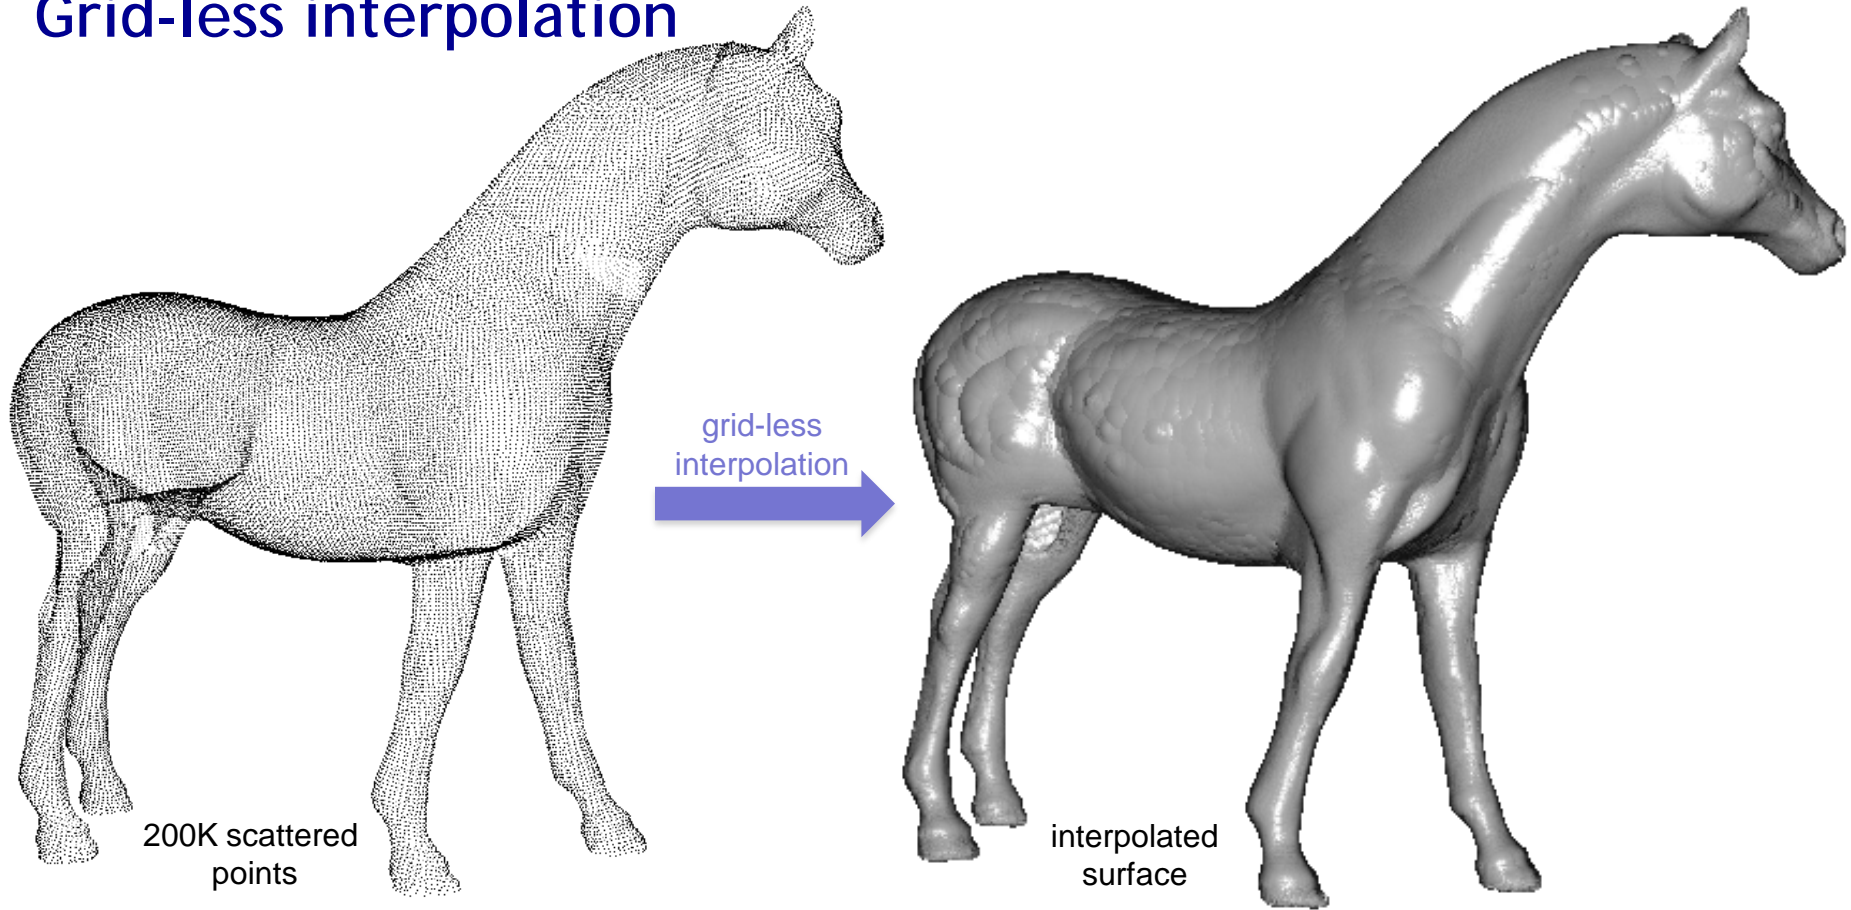 Grid-less interpolation
grid-less
interpolation
200K scattered
points
interpolated
surface